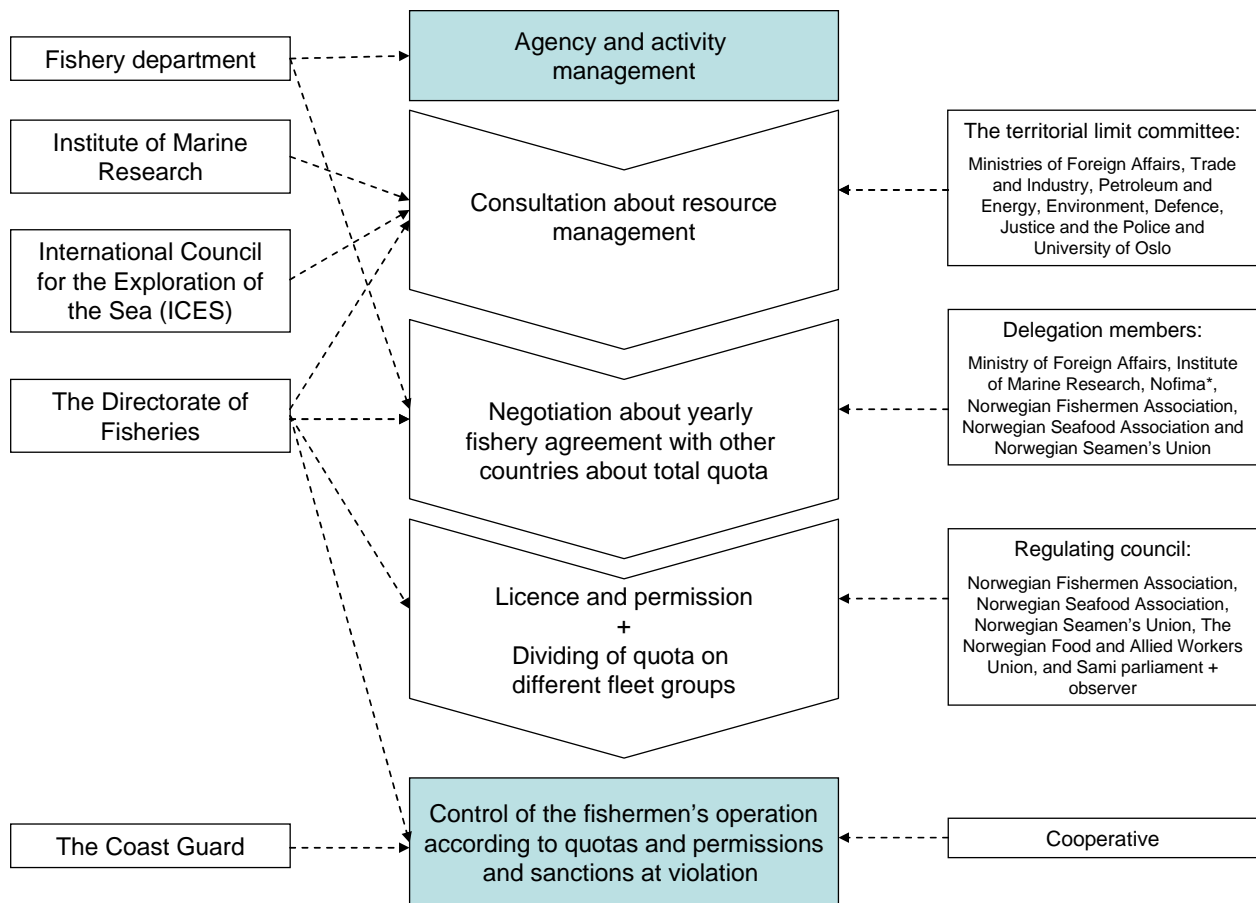 Fishery department
Institute of Marine
Research
International Council
for the Exploration of
the Sea (ICES)
The Directorate of
Fisheries
The Coast Guard
Agency and activity
management
Consultation about resource
management
Negotiation about yearly
fishery agreement with other
countries about total quota
Licence and permission
+
Dividing of quota on
different fleet groups
Control of the fishermen’s operation
according to quotas and permissions
and sanctions at violation
The territorial limit committee:
Ministries of Foreign Affairs, Trade
and Industry, Petroleum and
Energy, Environment, Defence,
Justice and the Police and
University of Oslo
Delegation members:
Ministry of Foreign Affairs, Institute
of Marine Research, Nofima*,
Norwegian Fishermen Association,
Norwegian Seafood Association and
Norwegian Seamen’s Union
Regulating council:
Norwegian Fishermen Association,
Norwegian Seafood Association,
Norwegian Seamen’s Union, The
Norwegian Food and Allied Workers
Union, and Sami parliament +
observer
Cooperative